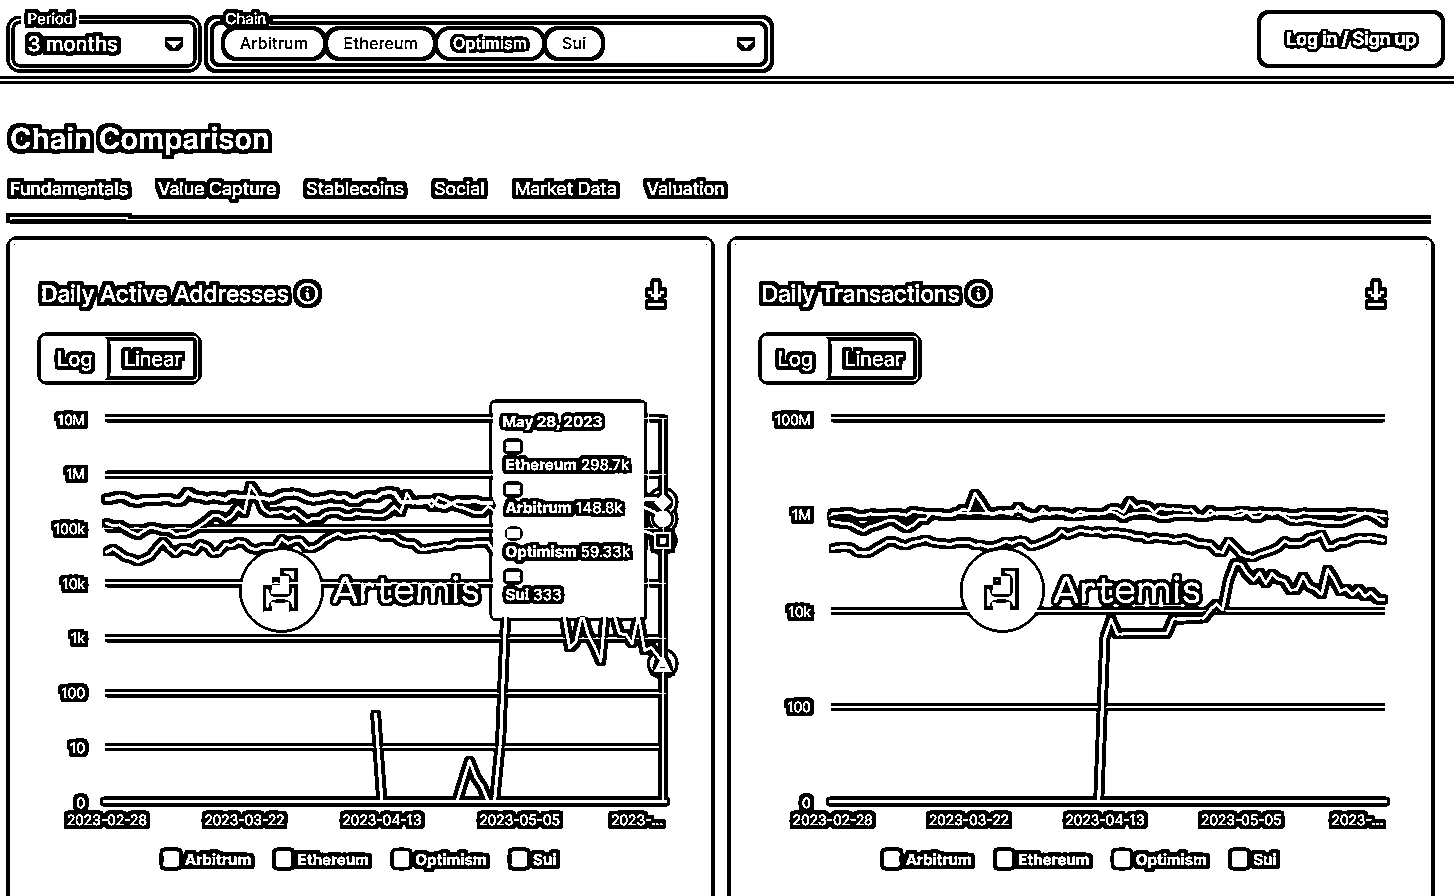 Period
3 months
Chain
Arbitrum Ethereum Optimism Sui
Log in / Sign up
Chain Comparison
Fundamentals Value Capture Stablecoins Social Market Data Valuation
Daily Active Addresses
Log Linear
10M
1M
100k
10k
1k
100
10
0
May 28, 2023
Ethereum 298.7k
Arbitrum 148.8k
Optimism 59.33k
Sui 333
Artemis
2023-02-28 2023-03-22 2023-04-13 2023-05-05 2023-...
Arbitrum Ethereum Optimism Sui
Daily Transactions
Log Linear
100M
1M
10k
100
0
Artemis
2023-02-28 2023-03-22 2023-04-13 2023-05-05 2023-...
Arbitrum Ethereum Optimism Sui